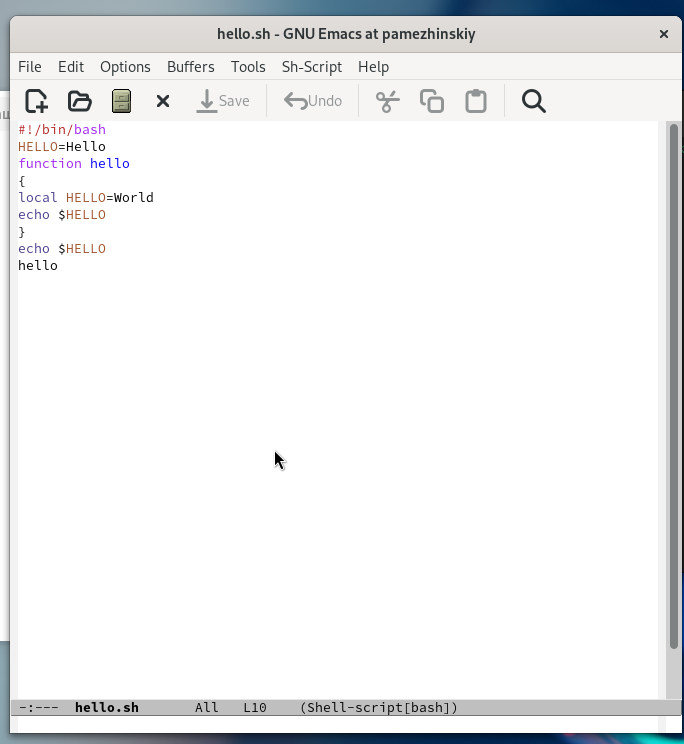 hello.sh - GNU Emacs at pamezhinskiy
File Edit Options Buffers Tools Sh-Script Help
Save Undo
#!/bin/bash
HELLO=Hello
function hello
{
local HELLO=World
echo $HELLO
}
echo $HELLO
hello
-:--- hello.sh All L10 (Shell-script[bash])